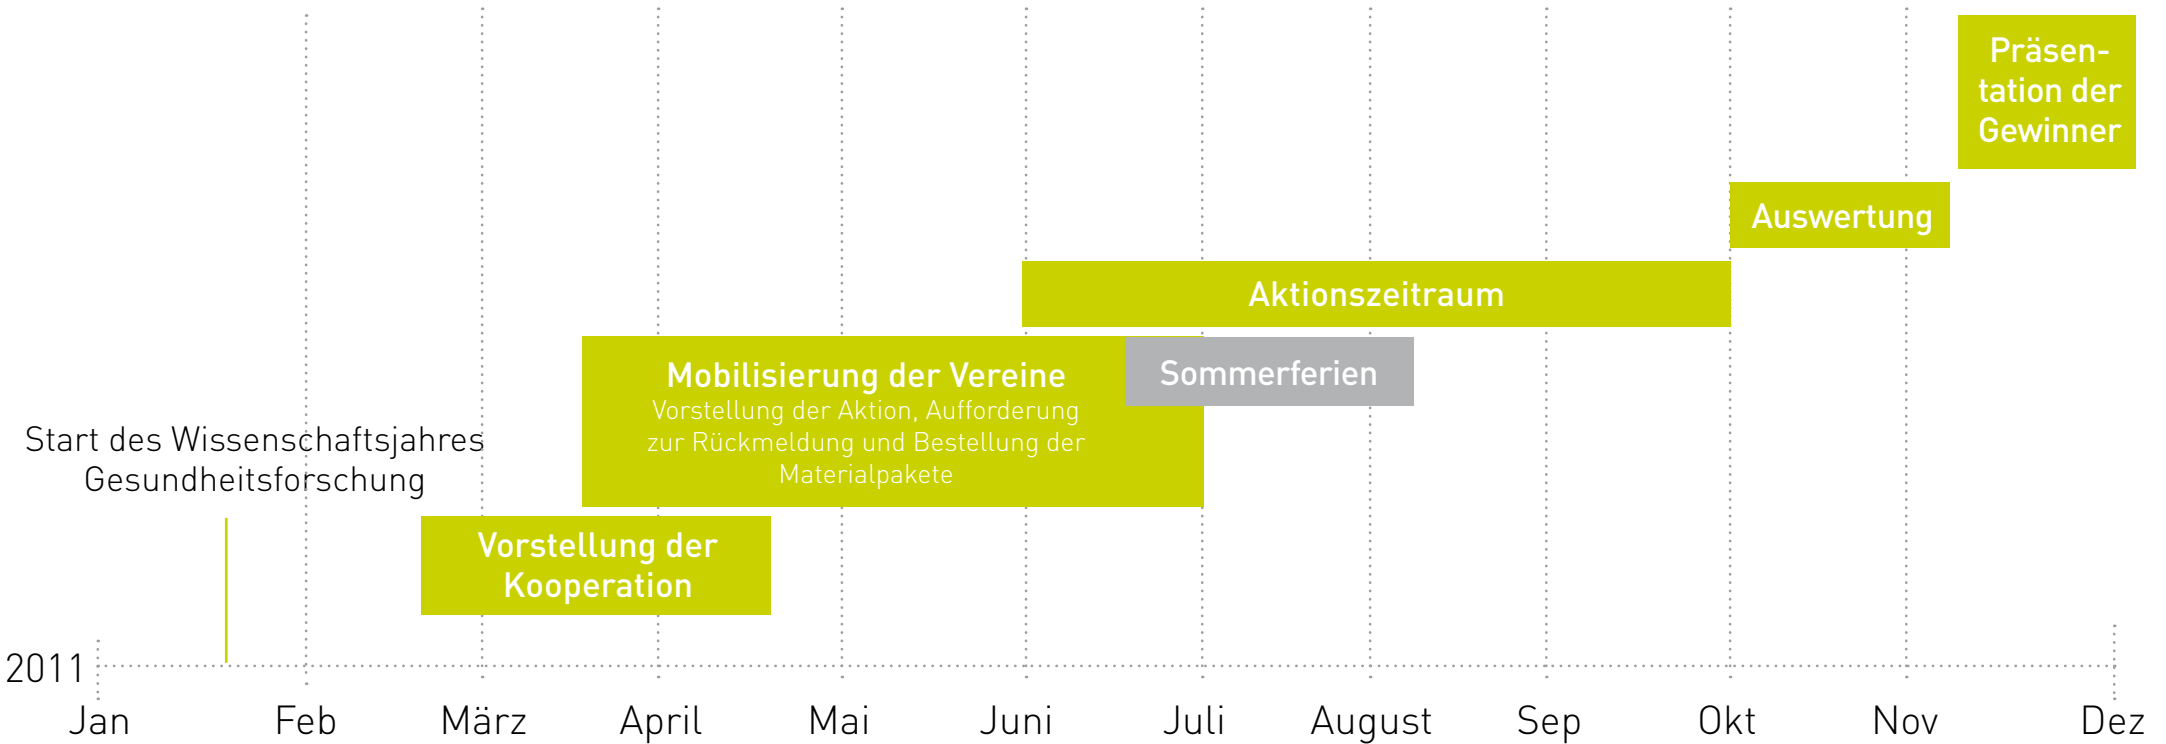 Präsen-
tation der
Gewinner
Auswertung
Aktionszeitraum
Mobilisierung der Vereine
Vorstellung der Aktion, Aufforderung
zur Rückmeldung und Bestellung der
Materialpakete
Sommerferien
Start des Wissenschaftsjahres
Gesundheitsforschung
Vorstellung der
Kooperation
2011
Jan Feb März April Mai Juni Juli August Sep Okt Nov Dez